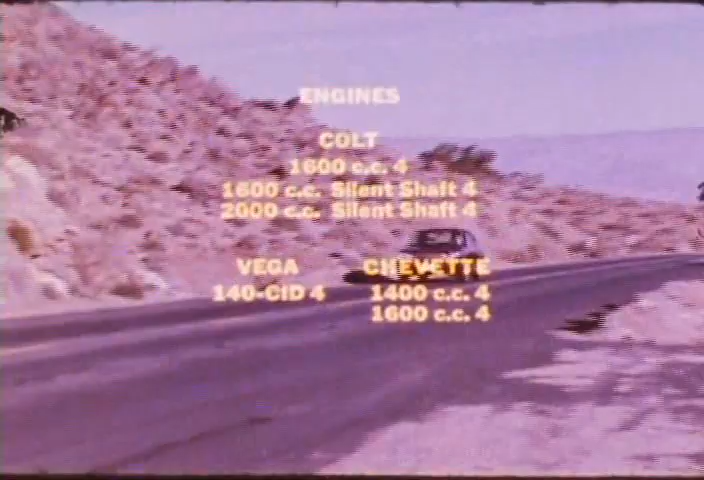 ENGINES
COLT
1600 c.c. 4
1600 c.c. Silent Shaft 4
2000 c.c. Silent Shaft 4
VEGA
140-CID 4
CHEVETTE
1400 c.c. 4
1600 c.c. 4